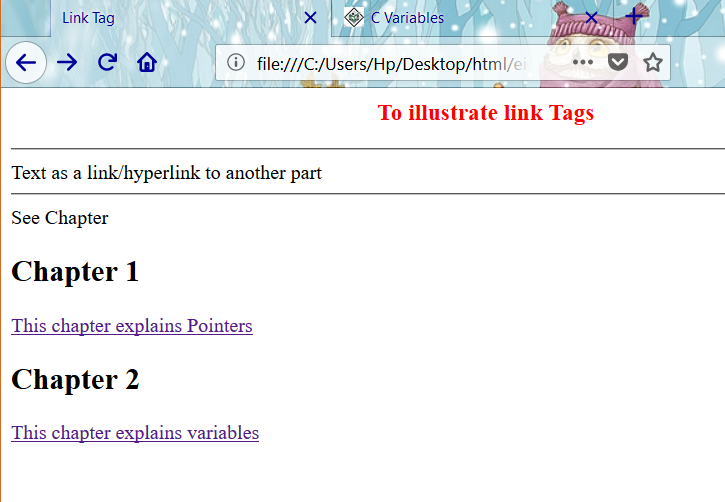 Link Tag
C Variables
file:///C:/Users/Hp/Desktop/html/ei
To illustrate link Tags
Text as a link/hyperlink to another part
See Chapter
Chapter 1
This chapter explains Pointers
Chapter 2
This chapter explains variables